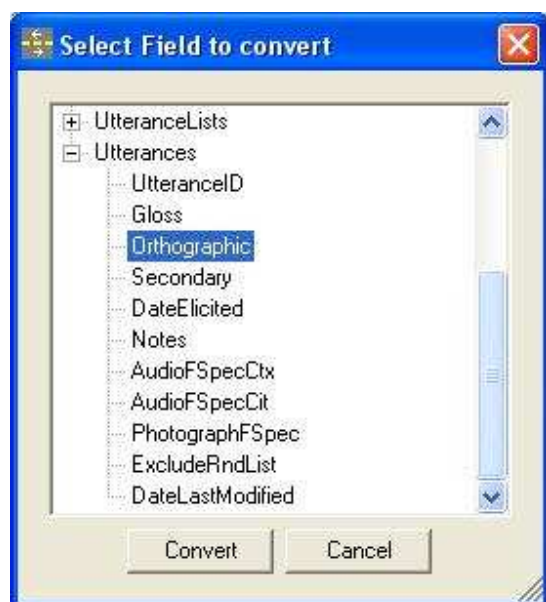 Select Field to convert
UtteranceLists
Utterances
UtteranceID
Gloss
Orthographic
Secondary
DateElicited
Notes
AudioFSpecCtx
AudioFSpecCit
PhotographFSpec
ExcludeRndList
DateLastModified
Convert Cancel